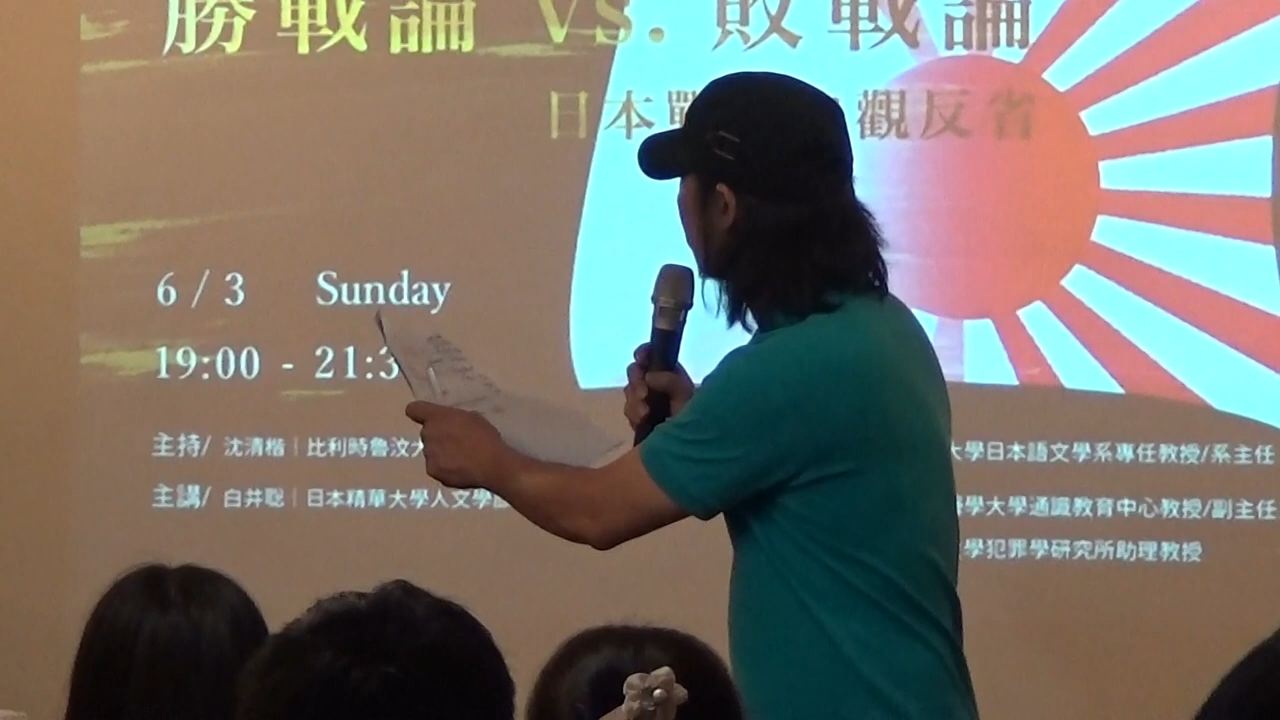 勝戰論 vs. 敗戰論
日本戰 觀反省
6 / 3 Sunday
19:00 - 21:3
主持/ 沈清楷｜比利時魯汶大 大學日本語文學系專任教授/系主任
主講/ 白井聡｜日本精華大學人文學 學大學通識教育中心教授/副主任
學犯罪學研究所助理教授